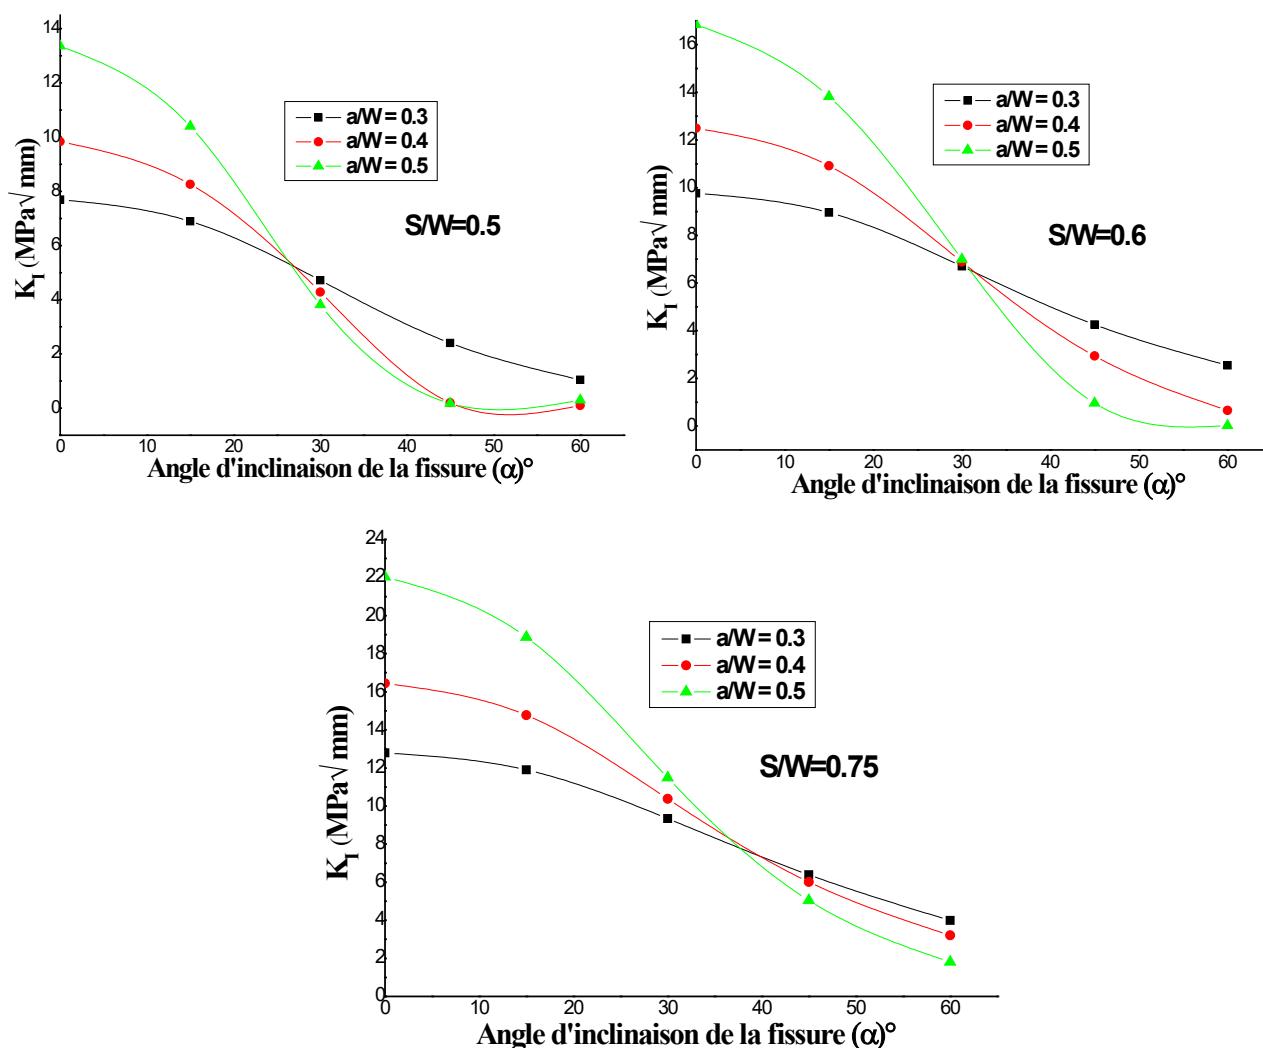 14
12
10
8
6
4
2
0
K_I (MPa√mm)
a/W= 0.3
a/W= 0.4
a/W= 0.5
S/W=0.5
0 10 20 30 40 50 60
Angle d'inclinaison de la fissure (α)°
16
14
12
10
8
6
4
2
0
K_I (MPa√mm)
a/W= 0.3
a/W= 0.4
a/W= 0.5
S/W=0.6
0 10 20 30 40 50 60
Angle d'inclinaison de la fissure (α)°
24
22
20
18
16
14
12
10
8
6
4
2
0
K_I (MPa√mm)
a/W= 0.3
a/W= 0.4
a/W= 0.5
S/W=0.75
0 10 20 30 40 50 60
Angle d'inclinaison de la fissure (α)°